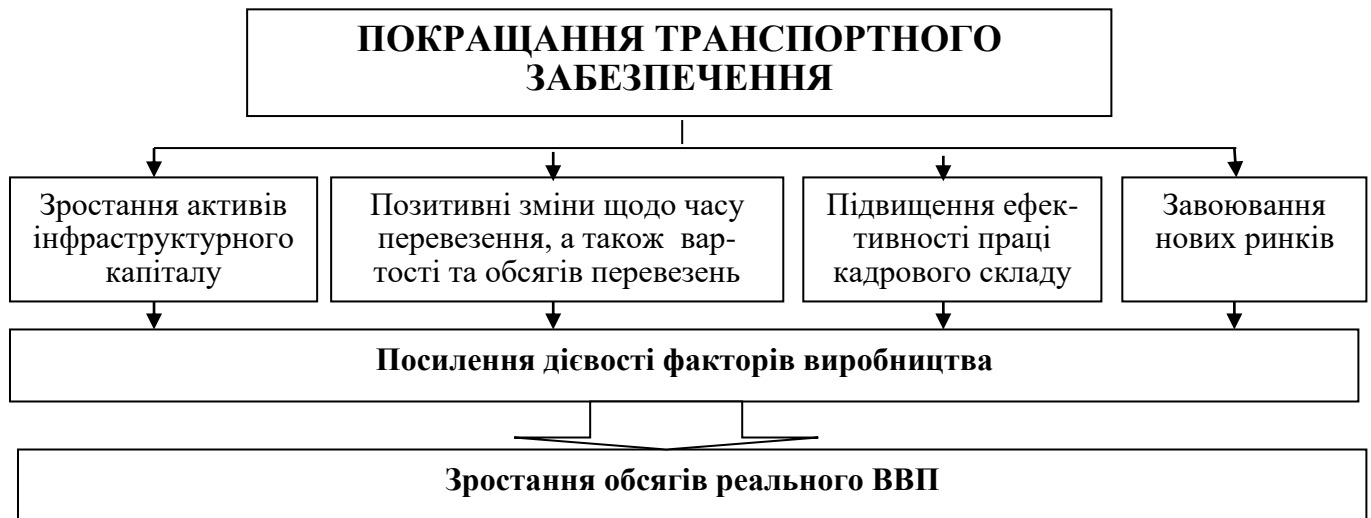 ПОКРАЩАННЯ ТРАНСПОРТНОГО
ЗАБЕЗПЕЧЕННЯ
Зростання активів
інфраструктурного
капіталу
Позитивні зміни щодо часу
перевезення, а також вар-
тості та обсягів перевезень
Підвищення ефек-
тивності праці
кадрового складу
Завоювання
нових ринків
Посилення дієвості факторів виробництва
Зростання обсягів реального ВВП